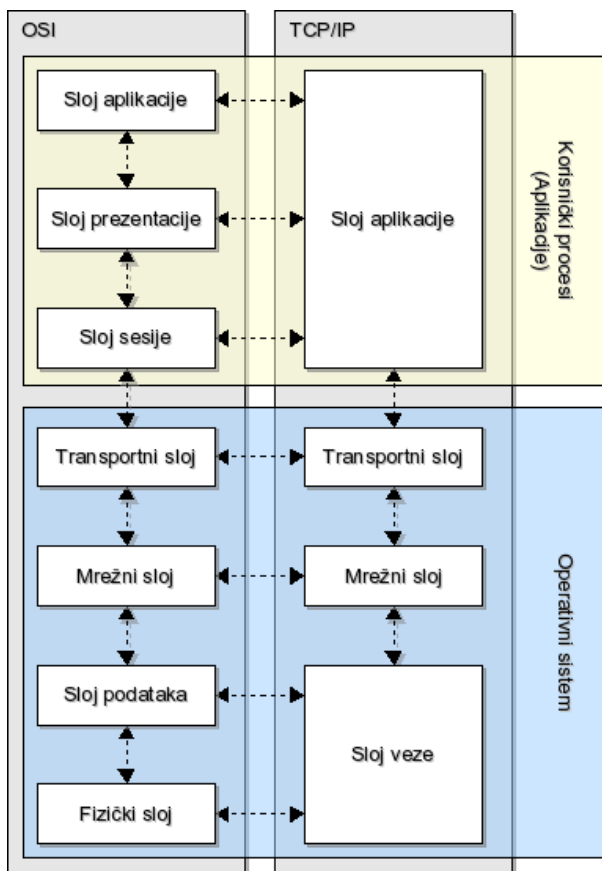 OSI
TCP/IP
Sloj aplikacije
Sloj prezentacije
Sloj sesije
Sloj aplikacije
Korisnički procesi
(Aplikacije)
Transportni sloj
Transportni sloj
Mrežni sloj
Mrežni sloj
Sloj podataka
Fizički sloj
Sloj veze
Operativni sistem